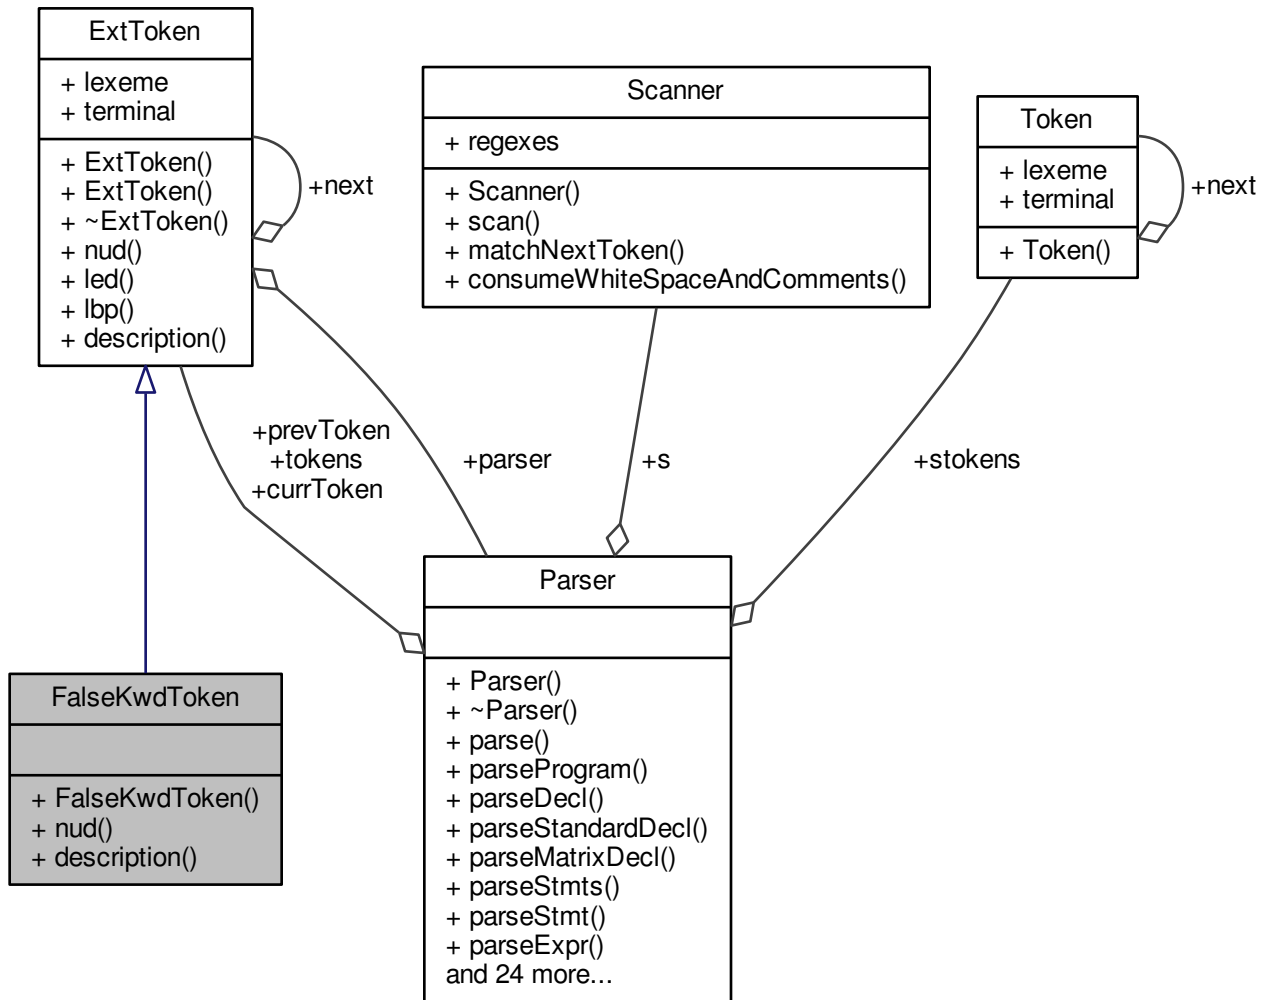 ExtToken
+ lexeme
+ terminal
+ ExtToken()
+ ExtToken()
+ ~ExtToken()
+ nud()
+ led()
+ lbp()
+ description()
+next
Scanner
+ regexes
+ Scanner()
+ scan()
+ matchNextToken()
+ consumeWhiteSpaceAndComments()
Token
+ lexeme
+ terminal
+ Token()
+next
+prevToken
+tokens
+currToken
+parser
+s
+stokens
FalseKwdToken
+ FalseKwdToken()
+ nud()
+ description()
Parser
+ Parser()
+ ~Parser()
+ parse()
+ parseProgram()
+ parseDecl()
+ parseStandardDecl()
+ parseMatrixDecl()
+ parseStmts()
+ parseStmt()
+ parseExpr()
and 24 more...